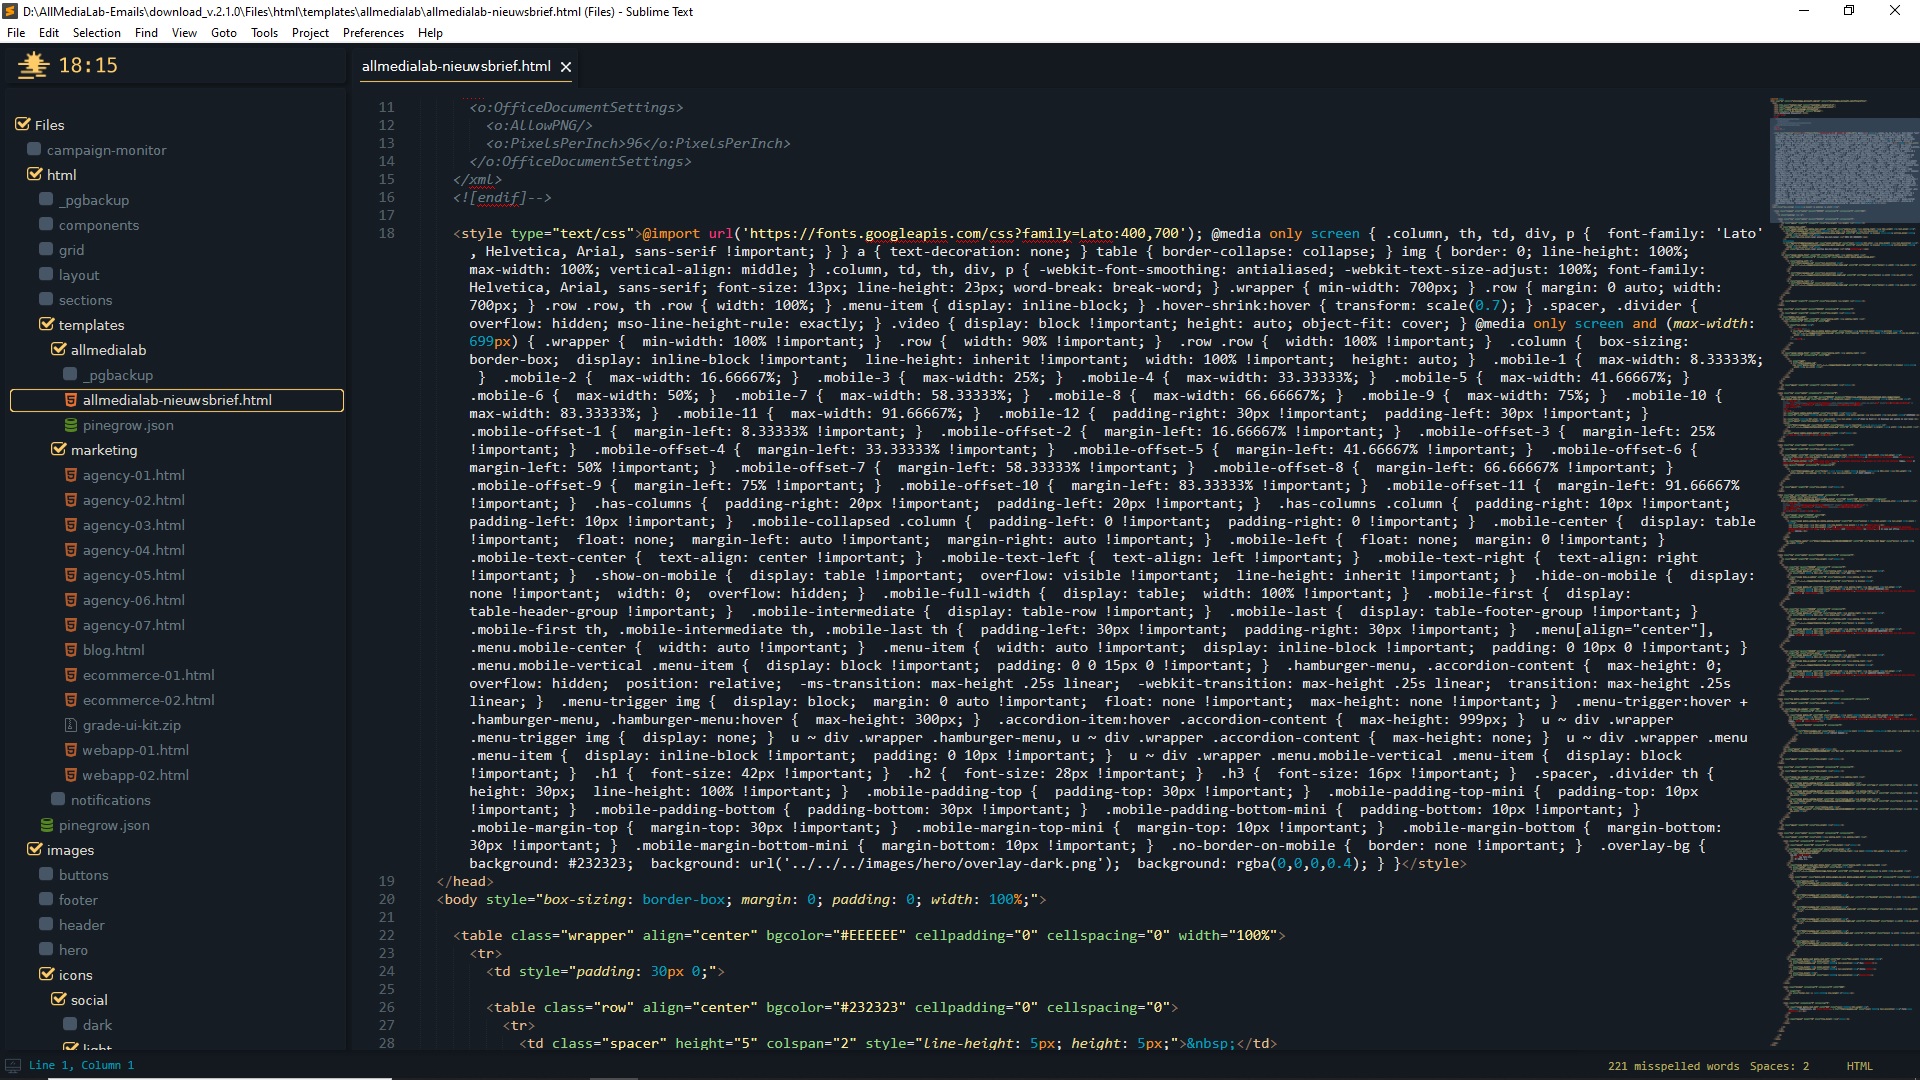 D:\AllMediaLab-Emails\download_v.2.1.0\Files\html\templates\allmedialab\allmedialab-nieuwsbrief.html (Files) - Sublime Text
File Edit Selection Find View Goto Tools Project Preferences Help
18:15
allmedialab-nieuwsbrief.html
Files
campaign-monitor
html
_pgbackup
components
grid
layout
sections
templates
allmedialab
_pgbackup
allmedialab-nieuwsbrief.html
pinegrow.json
marketing
agency-01.html
agency-02.html
agency-03.html
agency-04.html
agency-05.html
agency-06.html
agency-07.html
blog.html
ecommerce-01.html
ecommerce-02.html
grade-ui-kit.zip
webapp-01.html
webapp-02.html
notifications
pinegrow.json
images
buttons
footer
header
hero
icons
social
dark
light
11 <o:OfficeDocumentSettings>
12 <o:AllowPNG/>
13 <o:PixelsPerInch>96</o:PixelsPerInch>
14 </o:OfficeDocumentSettings>
15 </xml>
16 <![endif]-->
17
18 <style type="text/css">@import url('https://fonts.googleapis.com/css?family=Lato:400,700'); @media only screen { .column, th, td, div, p {  font-family: 'Lato'
, Helvetica, Arial, sans-serif !important; } } a { text-decoration: none; } table { border-collapse: collapse; } img { border: 0; line-height: 100%;
max-width: 100%; vertical-align: middle; } .column, td, th, div, p { -webkit-font-smoothing: antialiased; -webkit-text-size-adjust: 100%; font-family:
Helvetica, Arial, sans-serif; font-size: 13px; line-height: 23px; word-break: break-word; } .wrapper { min-width: 700px; } .row { margin: 0 auto; width:
700px; } .row .row, th .row { width: 100%; } .menu-item { display: inline-block; } .hover-shrink:hover { transform: scale(0.7); } .spacer, .divider {
overflow: hidden; mso-line-height-rule: exactly; } .video { display: block !important; height: auto; object-fit: cover; } @media only screen and (max-width:
699px) { .wrapper {  min-width: 100% !important; }  .row {  width: 90% !important; }  .row .row {  width: 100% !important; }  .column {  box-sizing:
border-box;  display: inline-block !important;  line-height: inherit !important;  width: 100% !important;  height: auto; }  .mobile-1 {  max-width: 8.33333%;
}  .mobile-2 {  max-width: 16.66667%; }  .mobile-3 {  max-width: 25%; }  .mobile-4 {  max-width: 33.33333%; }  .mobile-5 {  max-width: 41.66667%; }
.mobile-6 {  max-width: 50%; }  .mobile-7 {  max-width: 58.33333%; }  .mobile-8 {  max-width: 66.66667%; }  .mobile-9 {  max-width: 75%; }  .mobile-10 {
max-width: 83.33333%; }  .mobile-11 {  max-width: 91.66667%; }  .mobile-12 {  padding-right: 30px !important;  padding-left: 30px !important; }
.mobile-offset-1 {  margin-left: 8.33333% !important; }  .mobile-offset-2 {  margin-left: 16.66667% !important; }  .mobile-offset-3 {  margin-left: 25%
!important; }  .mobile-offset-4 {  margin-left: 33.33333% !important; }  .mobile-offset-5 {  margin-left: 41.66667% !important; }  .mobile-offset-6 {
margin-left: 50% !important; }  .mobile-offset-7 {  margin-left: 58.33333% !important; }  .mobile-offset-8 {  margin-left: 66.66667% !important; }
.mobile-offset-9 {  margin-left: 75% !important; }  .mobile-offset-10 {  margin-left: 83.33333% !important; }  .mobile-offset-11 {  margin-left: 91.66667%
!important; }  .has-columns {  padding-right: 20px !important;  padding-left: 20px !important; }  .has-columns .column {  padding-right: 10px !important;
padding-left: 10px !important; }  .mobile-collapsed .column {  padding-left: 0 !important;  padding-right: 0 !important; }  .mobile-center {  display: table
!important;  float: none;  margin-left: auto !important;  margin-right: auto !important; }  .mobile-left {  float: none;  margin: 0 !important; }
.mobile-text-center {  text-align: center !important; }  .mobile-text-left {  text-align: left !important; }  .mobile-text-right {  text-align: right
!important; }  .show-on-mobile {  display: table !important;  overflow: visible !important;  line-height: inherit !important; }  .hide-on-mobile {  display:
none !important;  width: 0;  overflow: hidden; }  .mobile-full-width {  display: table;  width: 100% !important; }  .mobile-first {  display:
table-header-group !important; }  .mobile-intermediate {  display: table-row !important; }  .mobile-last {  display: table-footer-group !important; }
.mobile-first th, .mobile-intermediate th, .mobile-last th {  padding-left: 30px !important;  padding-right: 30px !important; }  .menu[align="center"],
.menu.mobile-center {  width: auto !important; }  .menu-item {  width: auto !important;  display: inline-block !important;  padding: 0 10px 0 !important; }
.menu.mobile-vertical .menu-item {  display: block !important;  padding: 0 0 15px 0 !important; }  .hamburger-menu, .accordion-content {  max-height: 0;
overflow: hidden;  position: relative;  -ms-transition: max-height .25s linear;  -webkit-transition: max-height .25s linear;  transition: max-height .25s
linear; }  .menu-trigger img {  display: block;  margin: 0 auto !important;  float: none !important;  max-height: none !important; }  .menu-trigger:hover +
.hamburger-menu, .hamburger-menu:hover {  max-height: 300px; }  .accordion-item:hover .accordion-content {  max-height: 999px; }  u ~ div .wrapper
.menu-trigger img {  display: none; }  u ~ div .wrapper .hamburger-menu, u ~ div .wrapper .accordion-content {  max-height: none; }  u ~ div .wrapper .menu
.menu-item {  display: inline-block !important;  padding: 0 10px !important; }  u ~ div .wrapper .menu.mobile-vertical .menu-item {  display: block
!important; }  .h1 {  font-size: 42px !important; }  .h2 {  font-size: 28px !important; }  .h3 {  font-size: 16px !important; }  .spacer, .divider th {
height: 30px;  line-height: 100% !important; }  .mobile-padding-top {  padding-top: 30px !important; }  .mobile-padding-top-mini {  padding-top: 10px
!important; }  .mobile-padding-bottom {  padding-bottom: 30px !important; }  .mobile-padding-bottom-mini {  padding-bottom: 10px !important; }
.mobile-margin-top {  margin-top: 30px !important; }  .mobile-margin-top-mini {  margin-top: 10px !important; }  .mobile-margin-bottom {  margin-bottom:
30px !important; }  .mobile-margin-bottom-mini {  margin-bottom: 10px !important; }  .no-border-on-mobile {  border: none !important; }  .overlay-bg {
background: #232323;  background: url('../../../images/hero/overlay-dark.png');  background: rgba(0,0,0,0.4); } }</style>
19 </head>
20 <body style="box-sizing: border-box; margin: 0; padding: 0; width: 100%;">
21
22 <table class="wrapper" align="center" bgcolor="#EEEEEE" cellpadding="0" cellspacing="0" width="100%">
23 <tr>
24 <td style="padding: 30px 0;">
25
26 <table class="row" align="center" bgcolor="#232323" cellpadding="0" cellspacing="0">
27 <tr>
28 <td class="spacer" height="5" colspan="2" style="line-height: 5px; height: 5px;">&nbsp;</td>
Line 1, Column 1
221 misspelled words Spaces: 2 HTML